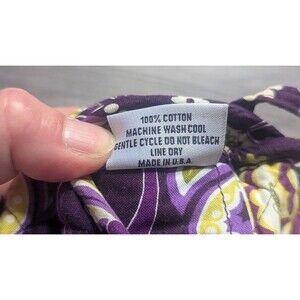 100% COTTON
MACHINE WASH COOL
GENTLE CYCLE DO NOT BLEACH
LINE DRY
MADE IN U.S.A.